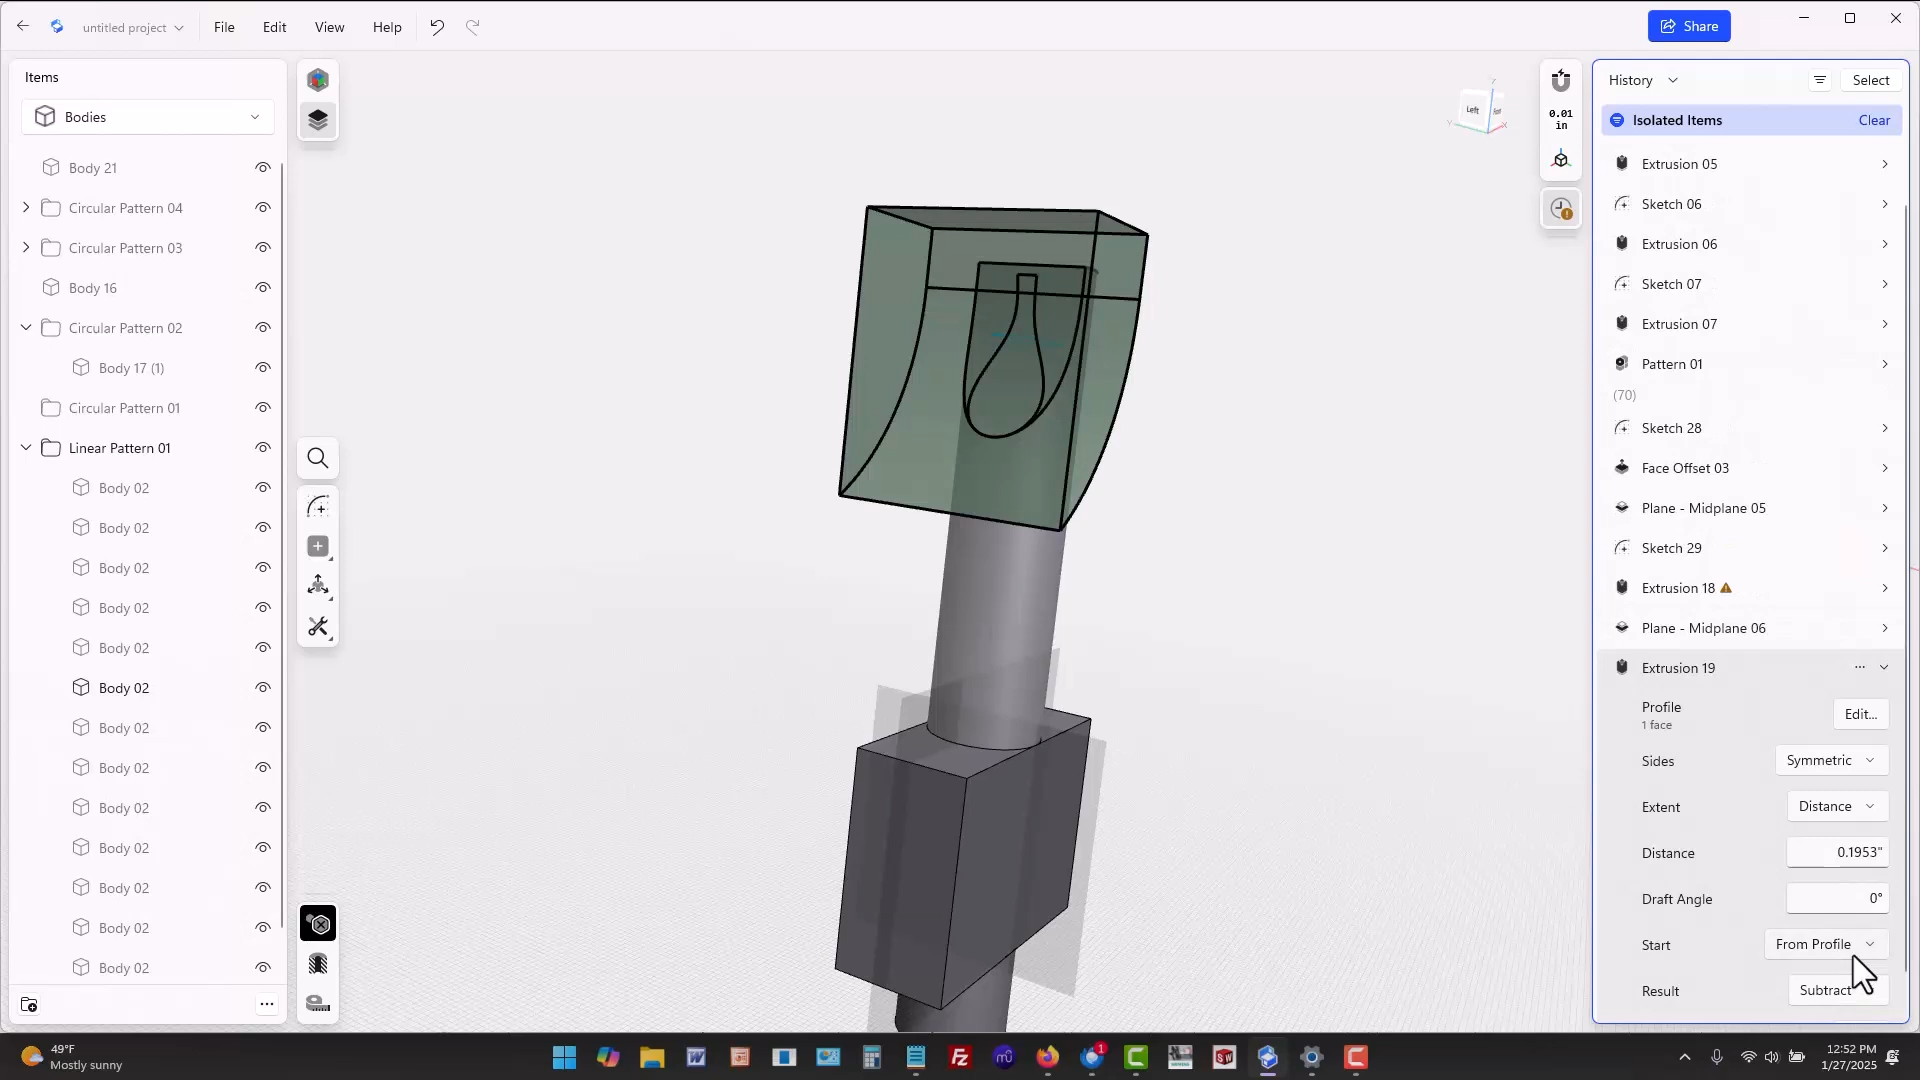 untitled project
File
Edit
View
Help
Share
Items
Bodies
Body 21
Circular Pattern 04
Circular Pattern 03
Body 16
Circular Pattern 02
Body 17 (1)
Circular Pattern 01
Linear Pattern 01
Body 02
Body 02
Body 02
Body 02
Body 02
Body 02
Body 02
Body 02
Body 02
Body 02
Body 02
Body 02
Body 02
Left
0.01
in
History
Select
Isolated Items
Clear
Extrusion 05
Sketch 06
Extrusion 06
Sketch 07
Extrusion 07
Pattern 01
(70)
Sketch 28
Face Offset 03
Plane - Midplane 05
Sketch 29
Extrusion 18
Plane - Midplane 06
Extrusion 19
Profile
1 face
Edit...
Sides
Symmetric
Extent
Distance
Distance
0.1953"
Draft Angle
0°
Start
From Profile
Result
Subtract
49°F
Mostly sunny
1
12:52 PM
1/27/2025